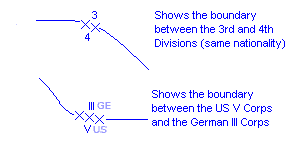 3
4
Shows the boundary
between the 3rd and 4th
Divisions (same nationality)
III GE
V US
Shows the boundary
between the US V Corps
and the German III Corps